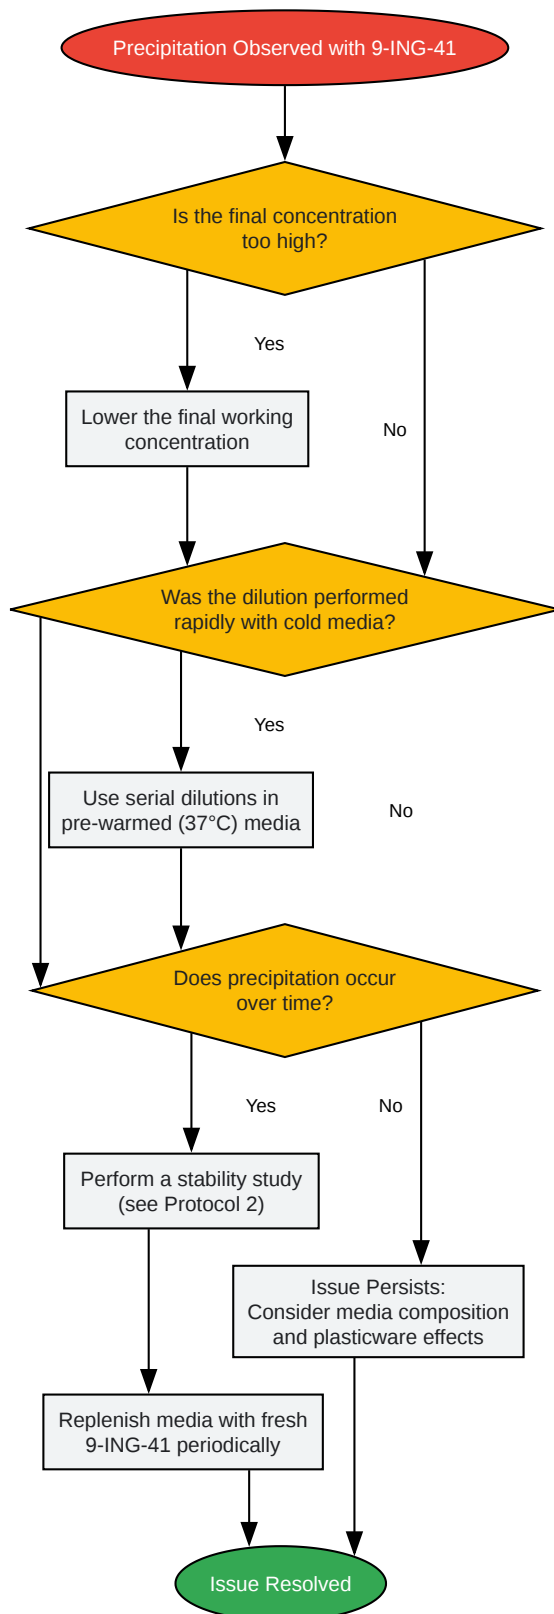 Precipitation Observed with 9-ING-41
Is the final concentration
too high?
Yes
Lower the final working
concentration
No
Was the dilution performed
rapidly with cold media?
Yes
Use serial dilutions in
pre-warmed (37°C) media
No
Does precipitation occur
over time?
Yes
No
Perform a stability study
(see Protocol 2)
Issue Persists:
Consider media composition
and plasticware effects
Replenish media with fresh
9-ING-41 periodically
Issue Resolved